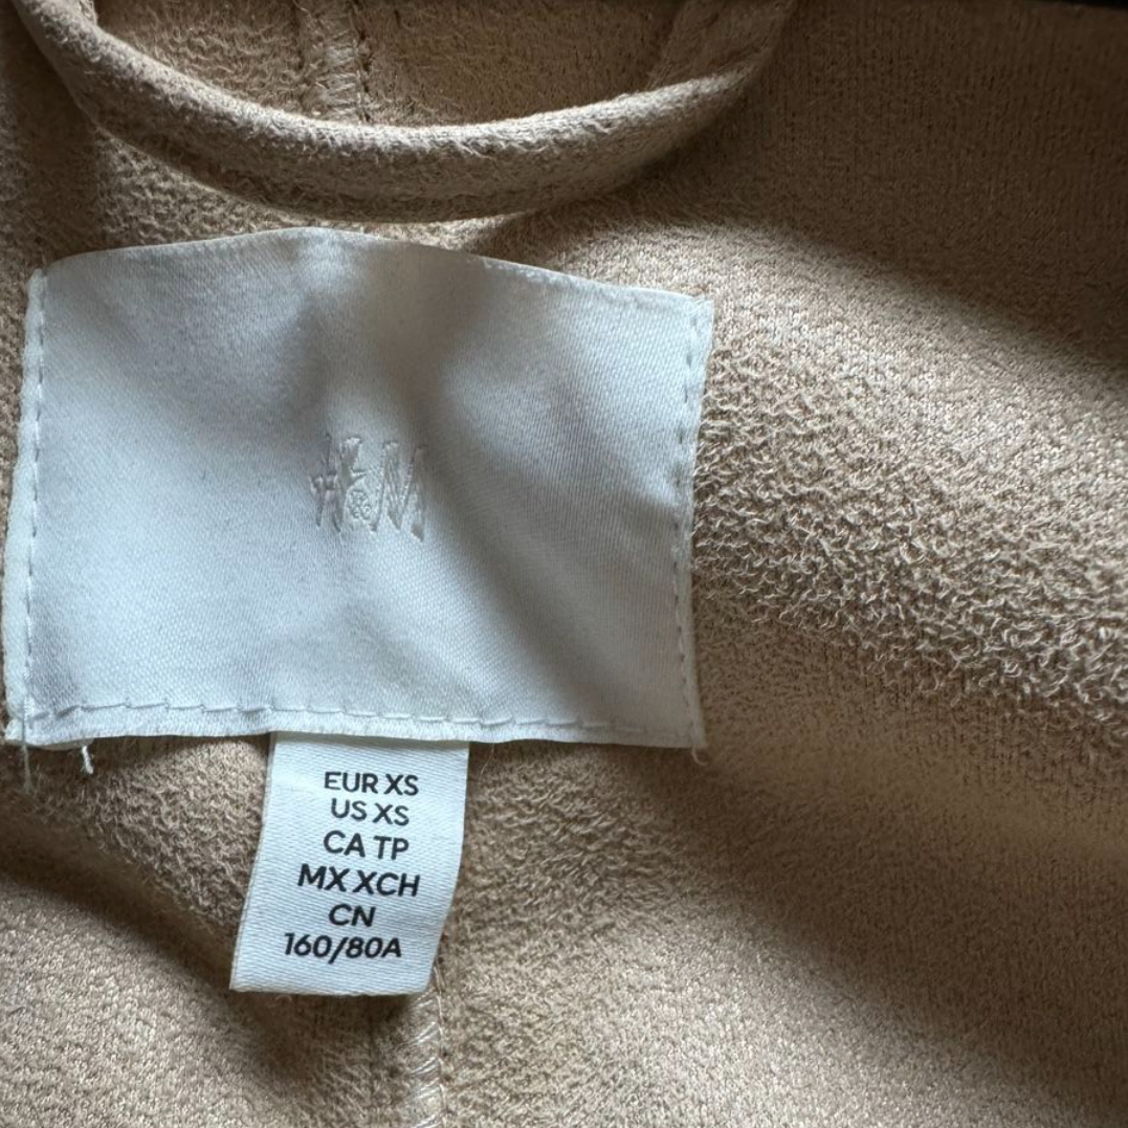 H&M
EUR XS
US XS
CA TP
MX XCH
CN
160/80A